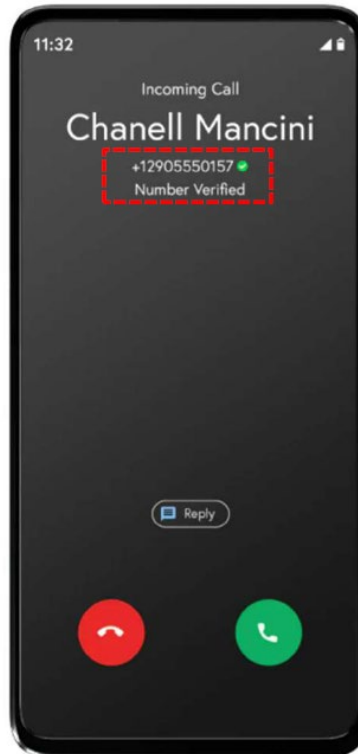 11:32
Incoming Call
Chanell Mancini
+12905550157
Number Verified
Reply